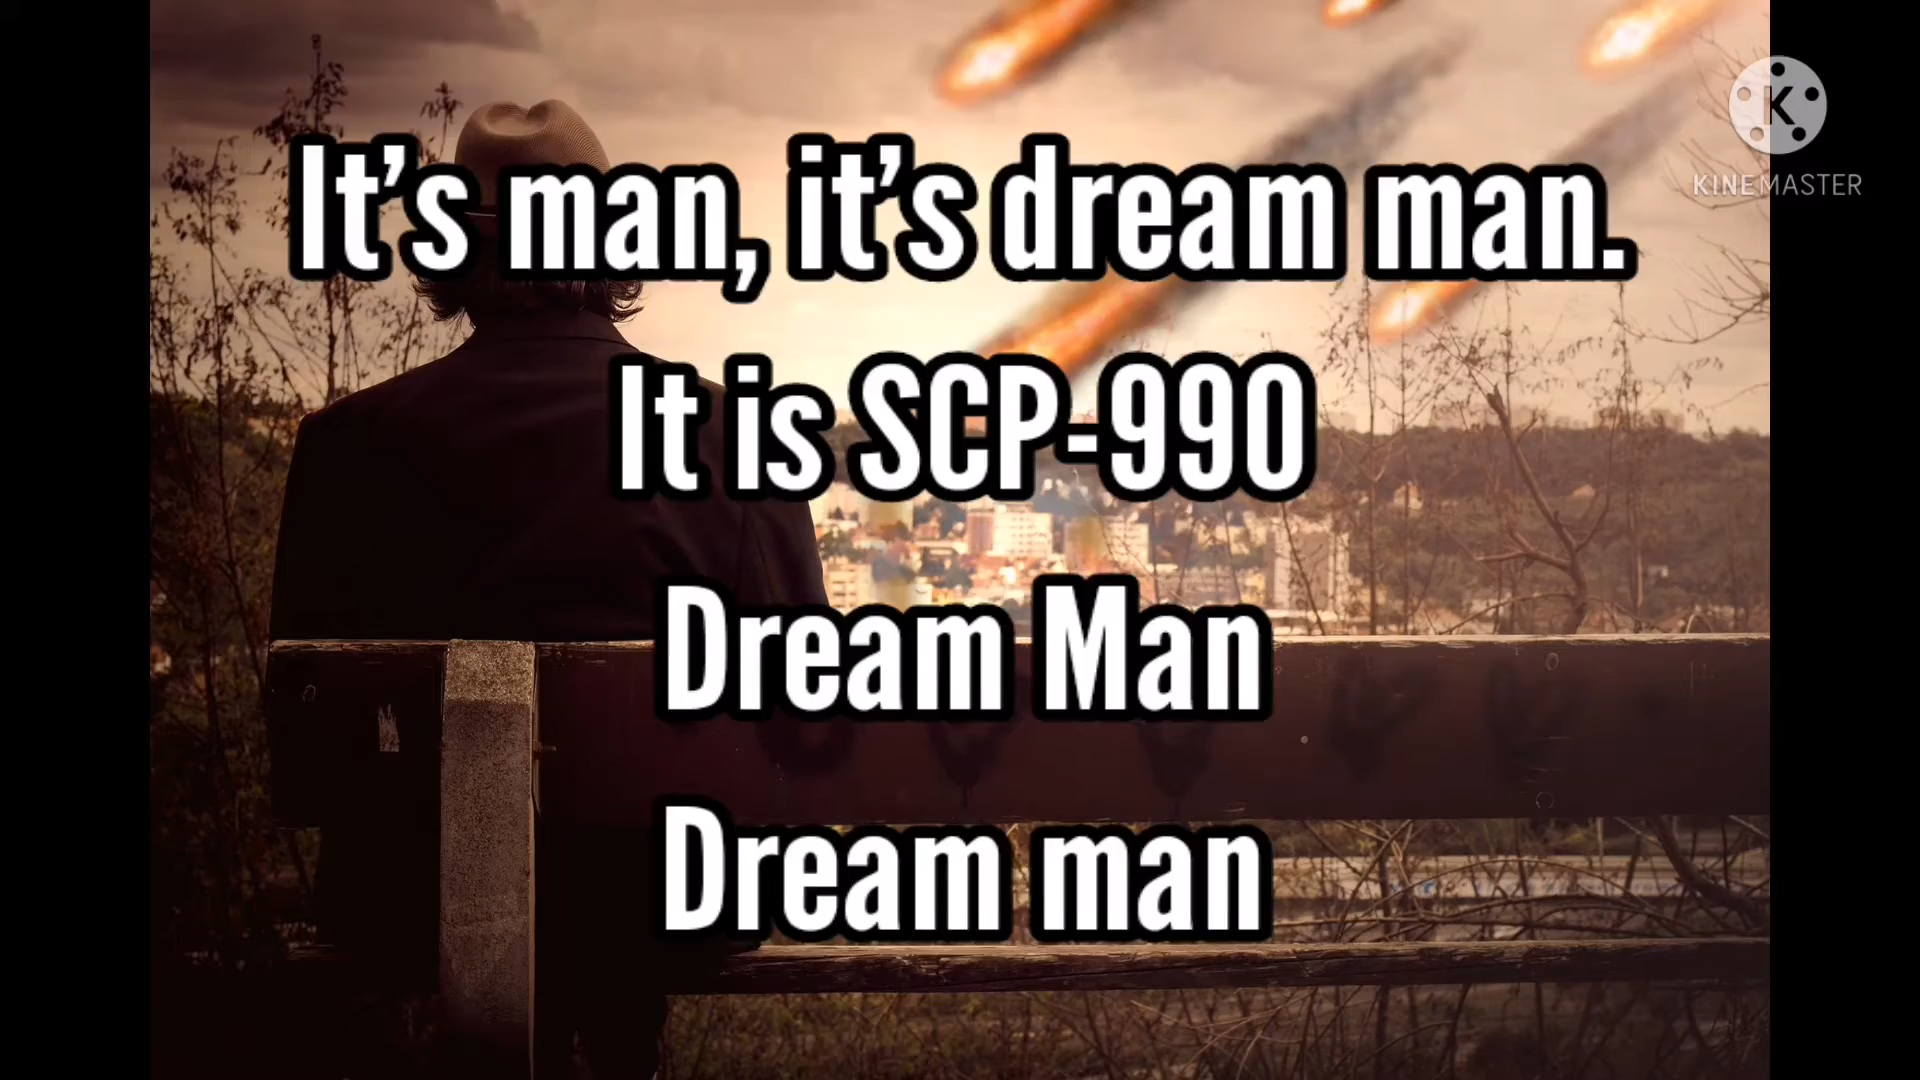 It's man, it's dream man.
KINEMASTER
It is SCP-990
Dream Man
Dream man